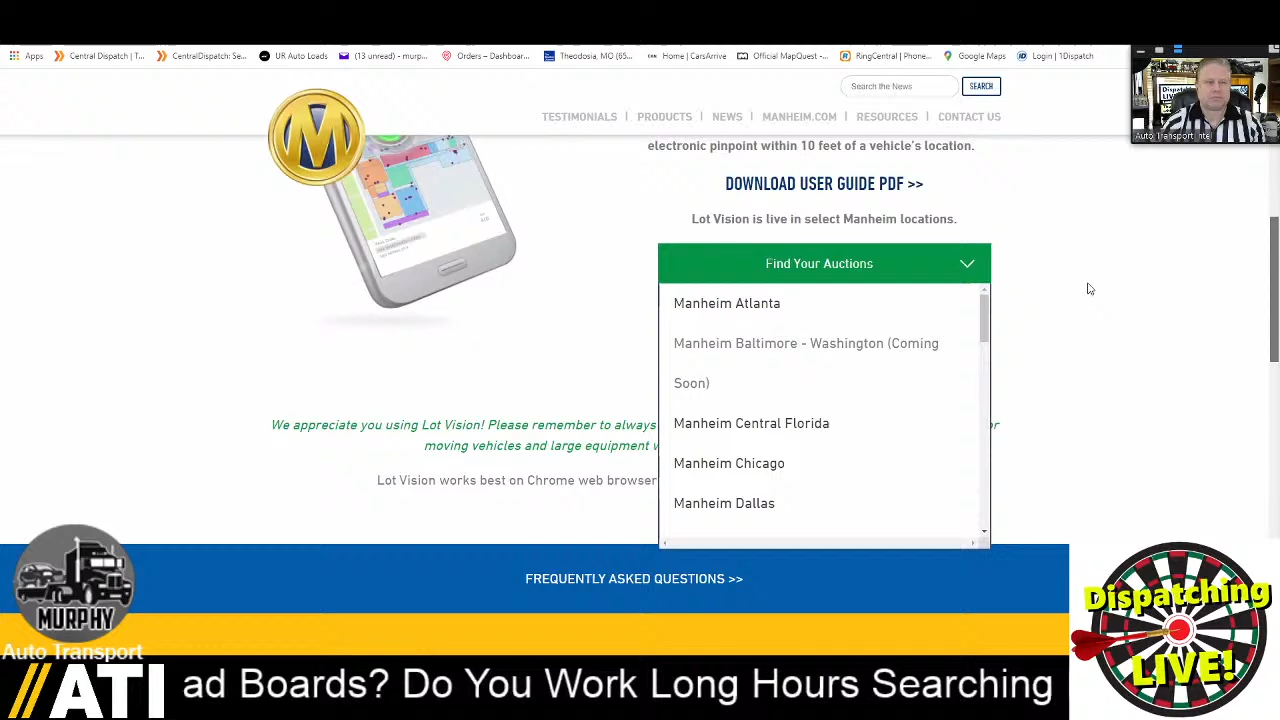 Apps
Central Dispatch | T...
CentralDispatch: Se...
UR Auto Loads
(13 unread) - murp...
Orders – Dashboar...
Theodosia, MO (65...
Home | CarsArrive
Official MapQuest -...
RingCentral | Phone...
Google Maps
Login | 1Dispatch
Search the News
SEARCH
TESTIMONIALS
PRODUCTS
NEWS
MANHEIM.COM
RESOURCES
CONTACT US
Auto Transport Inte
M
electronic pinpoint within 10 feet of a vehicle's location.
DOWNLOAD USER GUIDE PDF >>
Lot Vision is live in select Manheim locations.
Find Your Auctions
Manheim Atlanta
Manheim Baltimore - Washington (Coming
Soon)
Manheim Central Florida
Manheim Chicago
Manheim Dallas
We appreciate you using Lot Vision! Please remember to always
or
moving vehicles and large equipment
Lot Vision works best on Chrome web browser
FREQUENTLY ASKED QUESTIONS >>
MURPHY
Auto Transport
Dispatching
LIVE!
//ATI
ad Boards? Do You Work Long Hours Searching